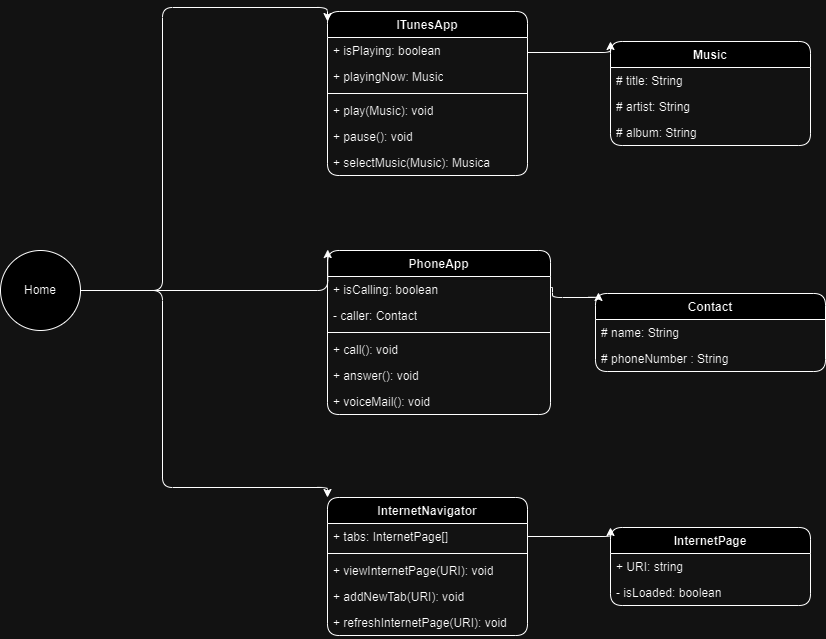 ITunesApp
+ isPlaying: boolean
+ playingNow: Music
+ play(Music): void
+ pause(): void
+ selectMusic(Music): Musica
Music
# title: String
# artist: String
# album: String
Home
PhoneApp
+ isCalling: boolean
- caller: Contact
+ call(): void
+ answer(): void
+ voiceMail(): void
Contact
# name: String
# phoneNumber : String
InternetNavigator
+ tabs: InternetPage[]
+ viewInternetPage(URI): void
+ addNewTab(URI): void
+ refreshInternetPage(URI): void
InternetPage
+ URI: string
- isLoaded: boolean